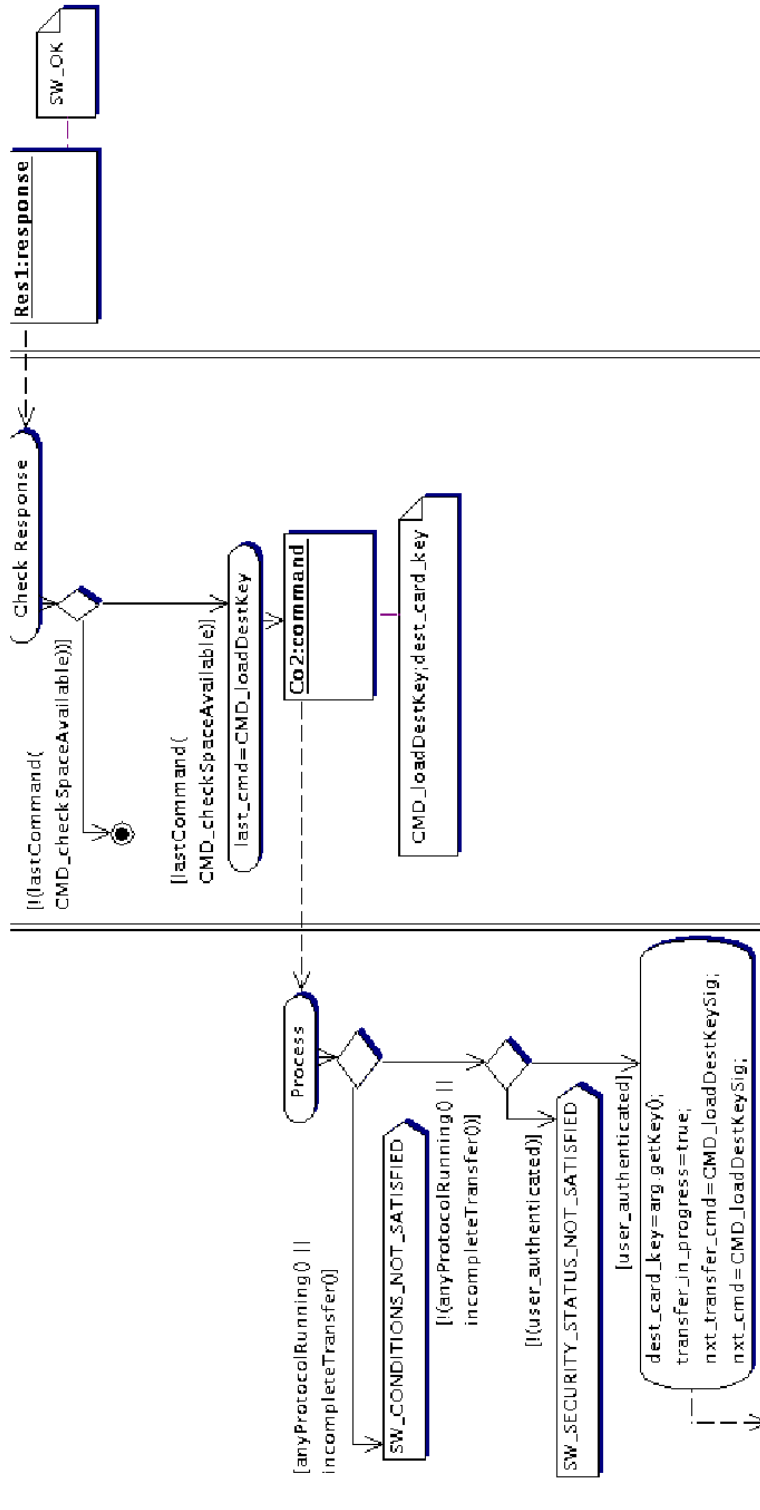 [anyProtocolRunning() ||
incompleteTransfer()]
Process
SW_CONDITIONS_NOT_SATISFIED
[!(anyProtocolRunning() ||
incompleteTransfer())]
[!(user_authenticated)]
SW_SECURITY_STATUS_NOT_SATISFIED
[user_authenticated]
dest_card_key=arg.getKey();
transfer_in_progress=true;
nxt_transfer_cmd=CMD_loadDestKeySig;
nxt_cmd=CMD_loadDestKeySig;
Check Response
[!(lastCommand(
CMD_checkSpaceAvailable))]
[lastCommand(
CMD_checkSpaceAvailable)]
last_cmd=CMD_loadDestKey
Co2:command
CMD_loadDestKey;dest_card_key
Res1:response
SW_OK